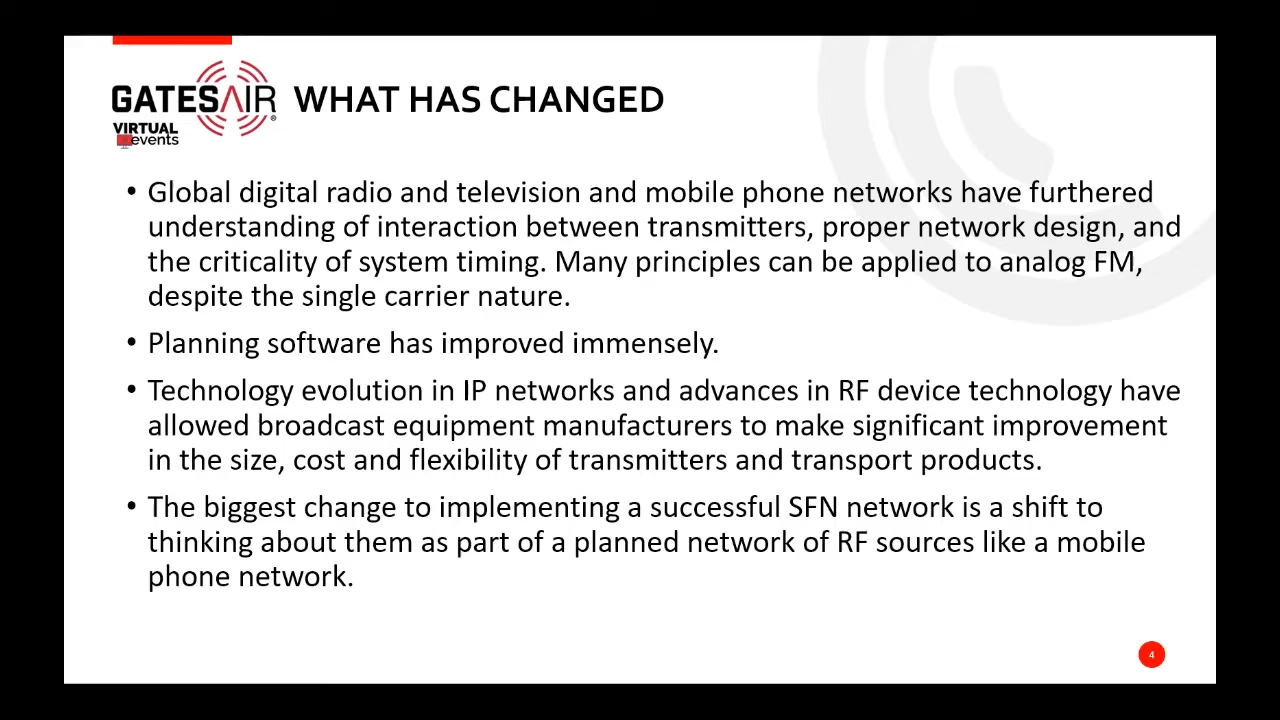 GATESAIR®
VIRTUAL
events
WHAT HAS CHANGED
• Global digital radio and television and mobile phone networks have furthered
understanding of interaction between transmitters, proper network design, and
the criticality of system timing. Many principles can be applied to analog FM,
despite the single carrier nature.
• Planning software has improved immensely.
• Technology evolution in IP networks and advances in RF device technology have
allowed broadcast equipment manufacturers to make significant improvement
in the size, cost and flexibility of transmitters and transport products.
• The biggest change to implementing a successful SFN network is a shift to
thinking about them as part of a planned network of RF sources like a mobile
phone network.
4